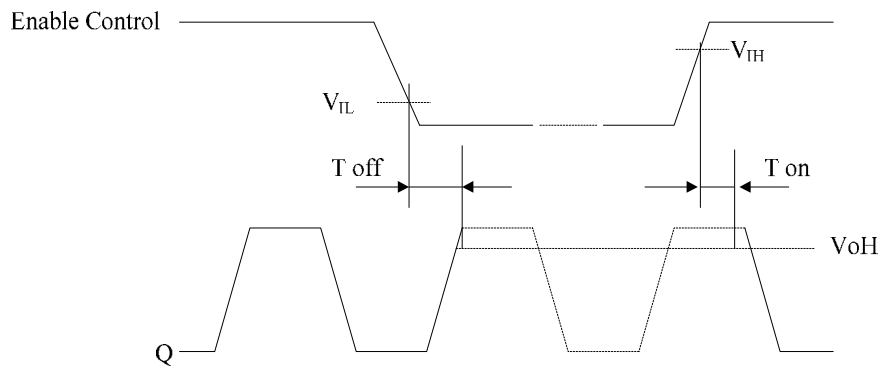 Enable Control
V_IH
V_IL
T off
T on
VoH
Q